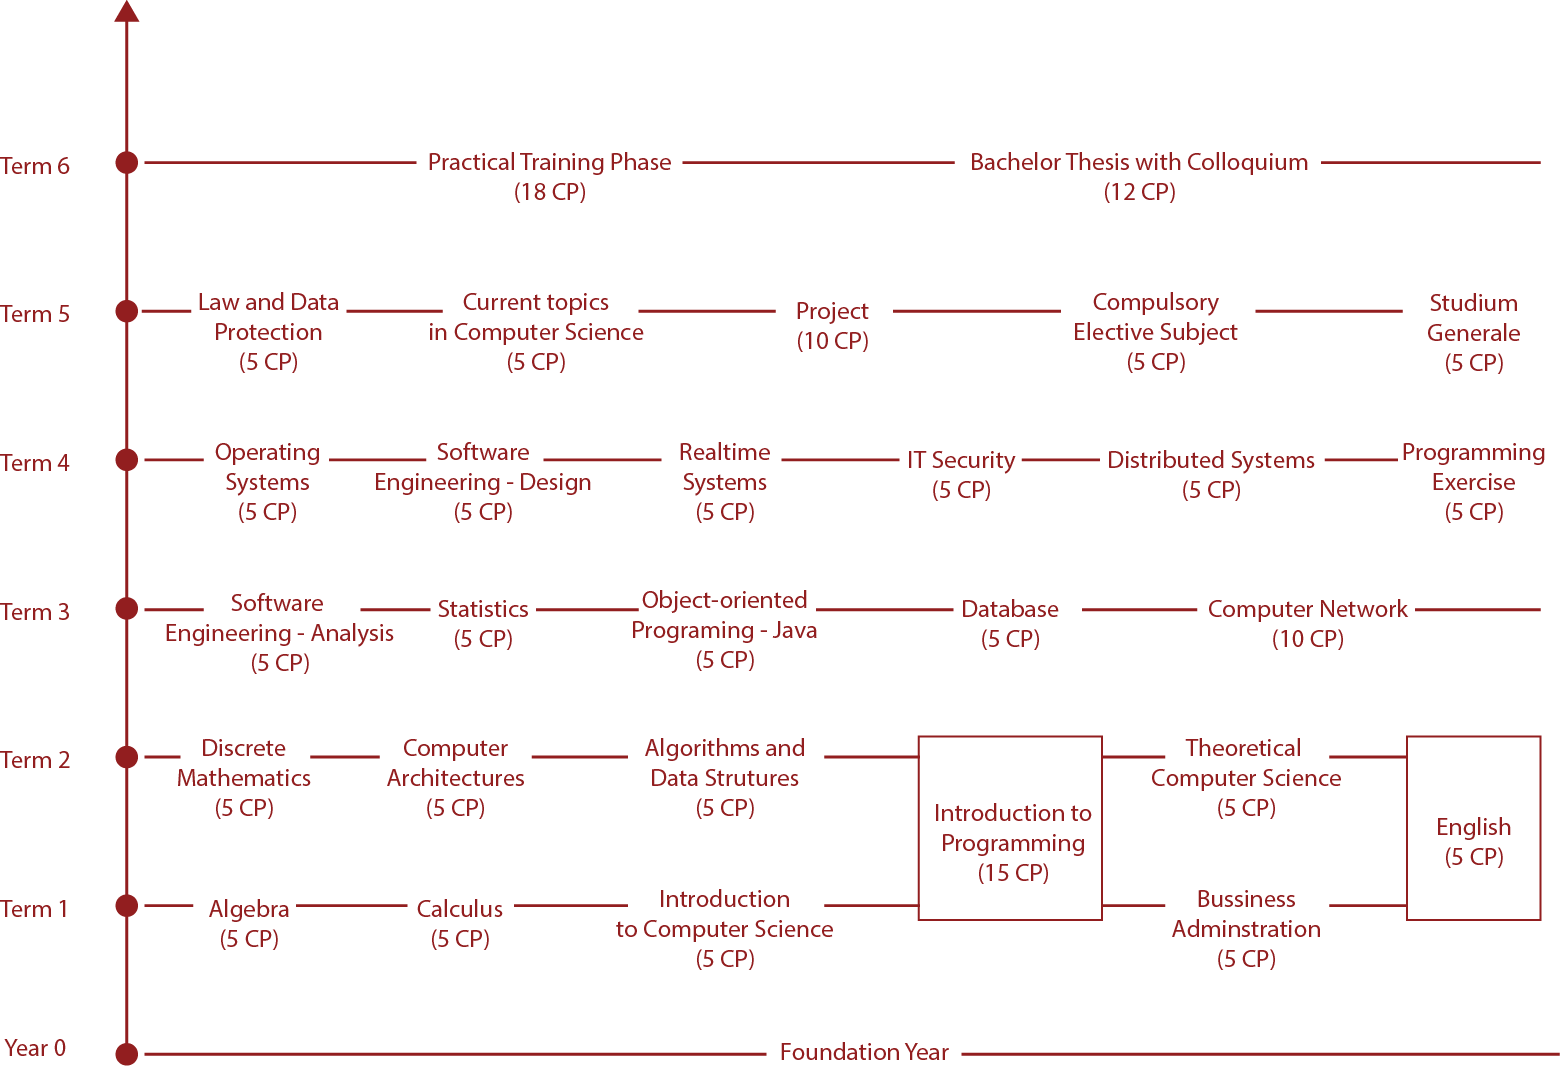 Term 6
Practical Training Phase
(18 CP)
Bachelor Thesis with Colloquium
(12 CP)
Term 5
Law and Data
Protection
(5 CP)
Current topics
in Computer Science
(5 CP)
Project
(10 CP)
Compulsory
Elective Subject
(5 CP)
Studium
Generale
(5 CP)
Term 4
Operating
Systems
(5 CP)
Software
Engineering - Design
(5 CP)
Realtime
Systems
(5 CP)
IT Security
(5 CP)
Distributed Systems
(5 CP)
Programming
Exercise
(5 CP)
Term 3
Software
Engineering - Analysis
(5 CP)
Statistics
(5 CP)
Object-oriented
Programing - Java
(5 CP)
Database
(5 CP)
Computer Network
(10 CP)
Term 2
Discrete
Mathematics
(5 CP)
Computer
Architectures
(5 CP)
Algorithms and
Data Strutures
(5 CP)
Introduction to
Programming
(15 CP)
Theoretical
Computer Science
(5 CP)
English
(5 CP)
Term 1
Algebra
(5 CP)
Calculus
(5 CP)
Introduction
to Computer Science
(5 CP)
Bussiness
Adminstration
(5 CP)
Year 0
Foundation Year